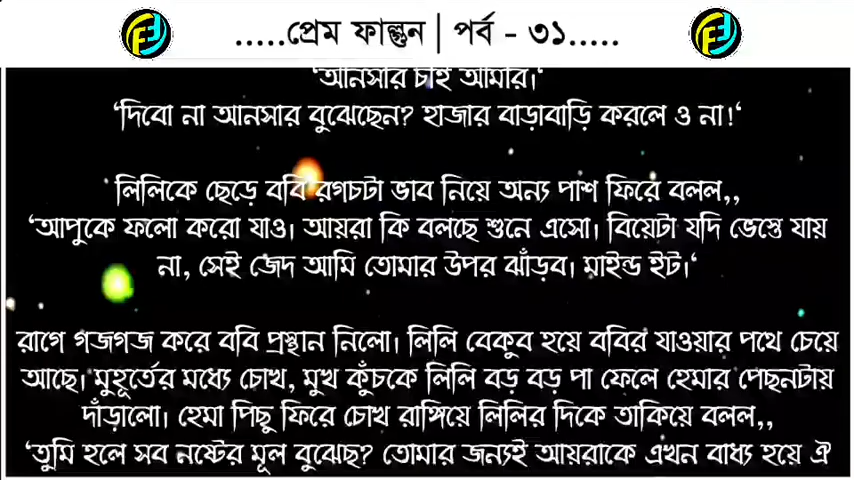 .....প্রেম ফাল্গুন | পর্ব - ৩১.....
‘আনসার চাই আমার।‘
‘দিবো না আনসার বুঝেছেন? হাজার বাড়াবাড়ি করলে ও না!‘
লিলিকে ছেড়ে ববি রগচটা ভাব নিয়ে অন্য পাশ ফিরে বলল,,
‘আপুকে ফলো করো যাও। আয়রা কি বলছে শুনে এসো। বিয়েটা যদি ভেস্তে যায়
না, সেই জেদ আমি তোমার উপর ঝাঁড়ব। মাইন্ড ইট।‘
রাগে গজগজ করে ববি প্রস্থান নিলো। লিলি বেকুব হয়ে ববির যাওয়ার পথে চেয়ে
আছে। মুহূর্তের মধ্যে চোখ, মুখ কুঁচকে লিলি বড় বড় পা ফেলে হেমার পেছনটায়
দাঁড়ালো। হেমা পিছু ফিরে চোখ রাঙ্গিয়ে লিলির দিকে তাকিয়ে বলল,,
‘তুমি হলে সব নষ্টের মূল বুঝেছ? তোমার জন্যই আয়রাকে এখন বাধ্য হয়ে ঐ